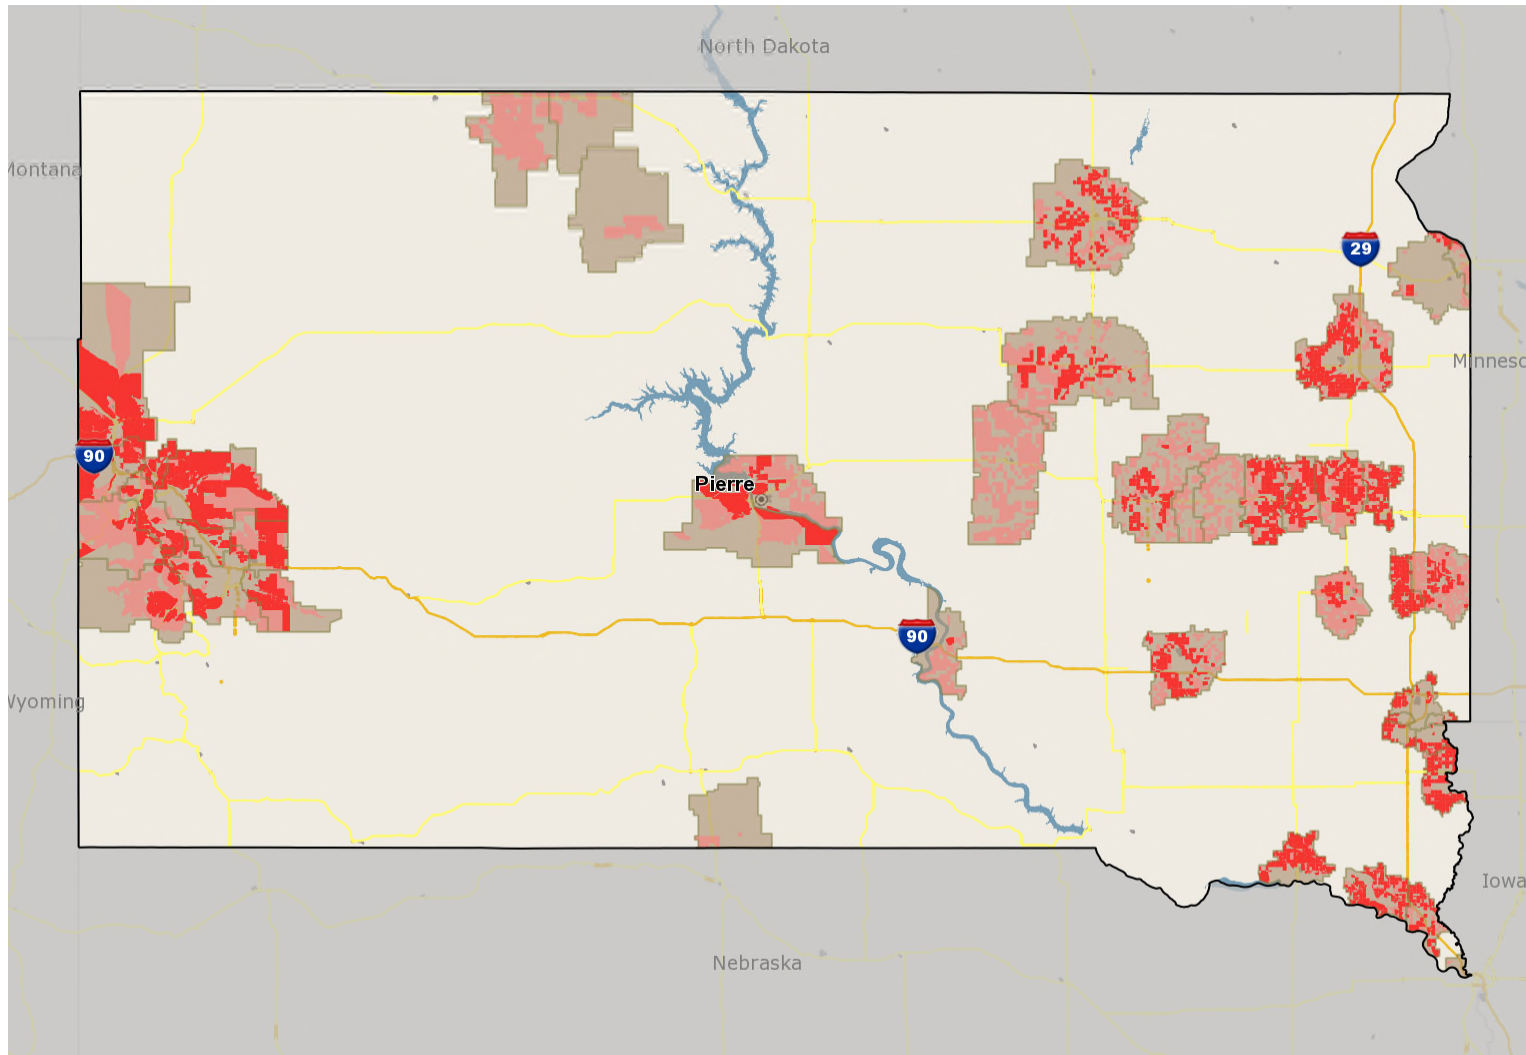 North Dakota
Montana
29
Minneso
90
Pierre
90
Wyoming
Iowa
Nebraska